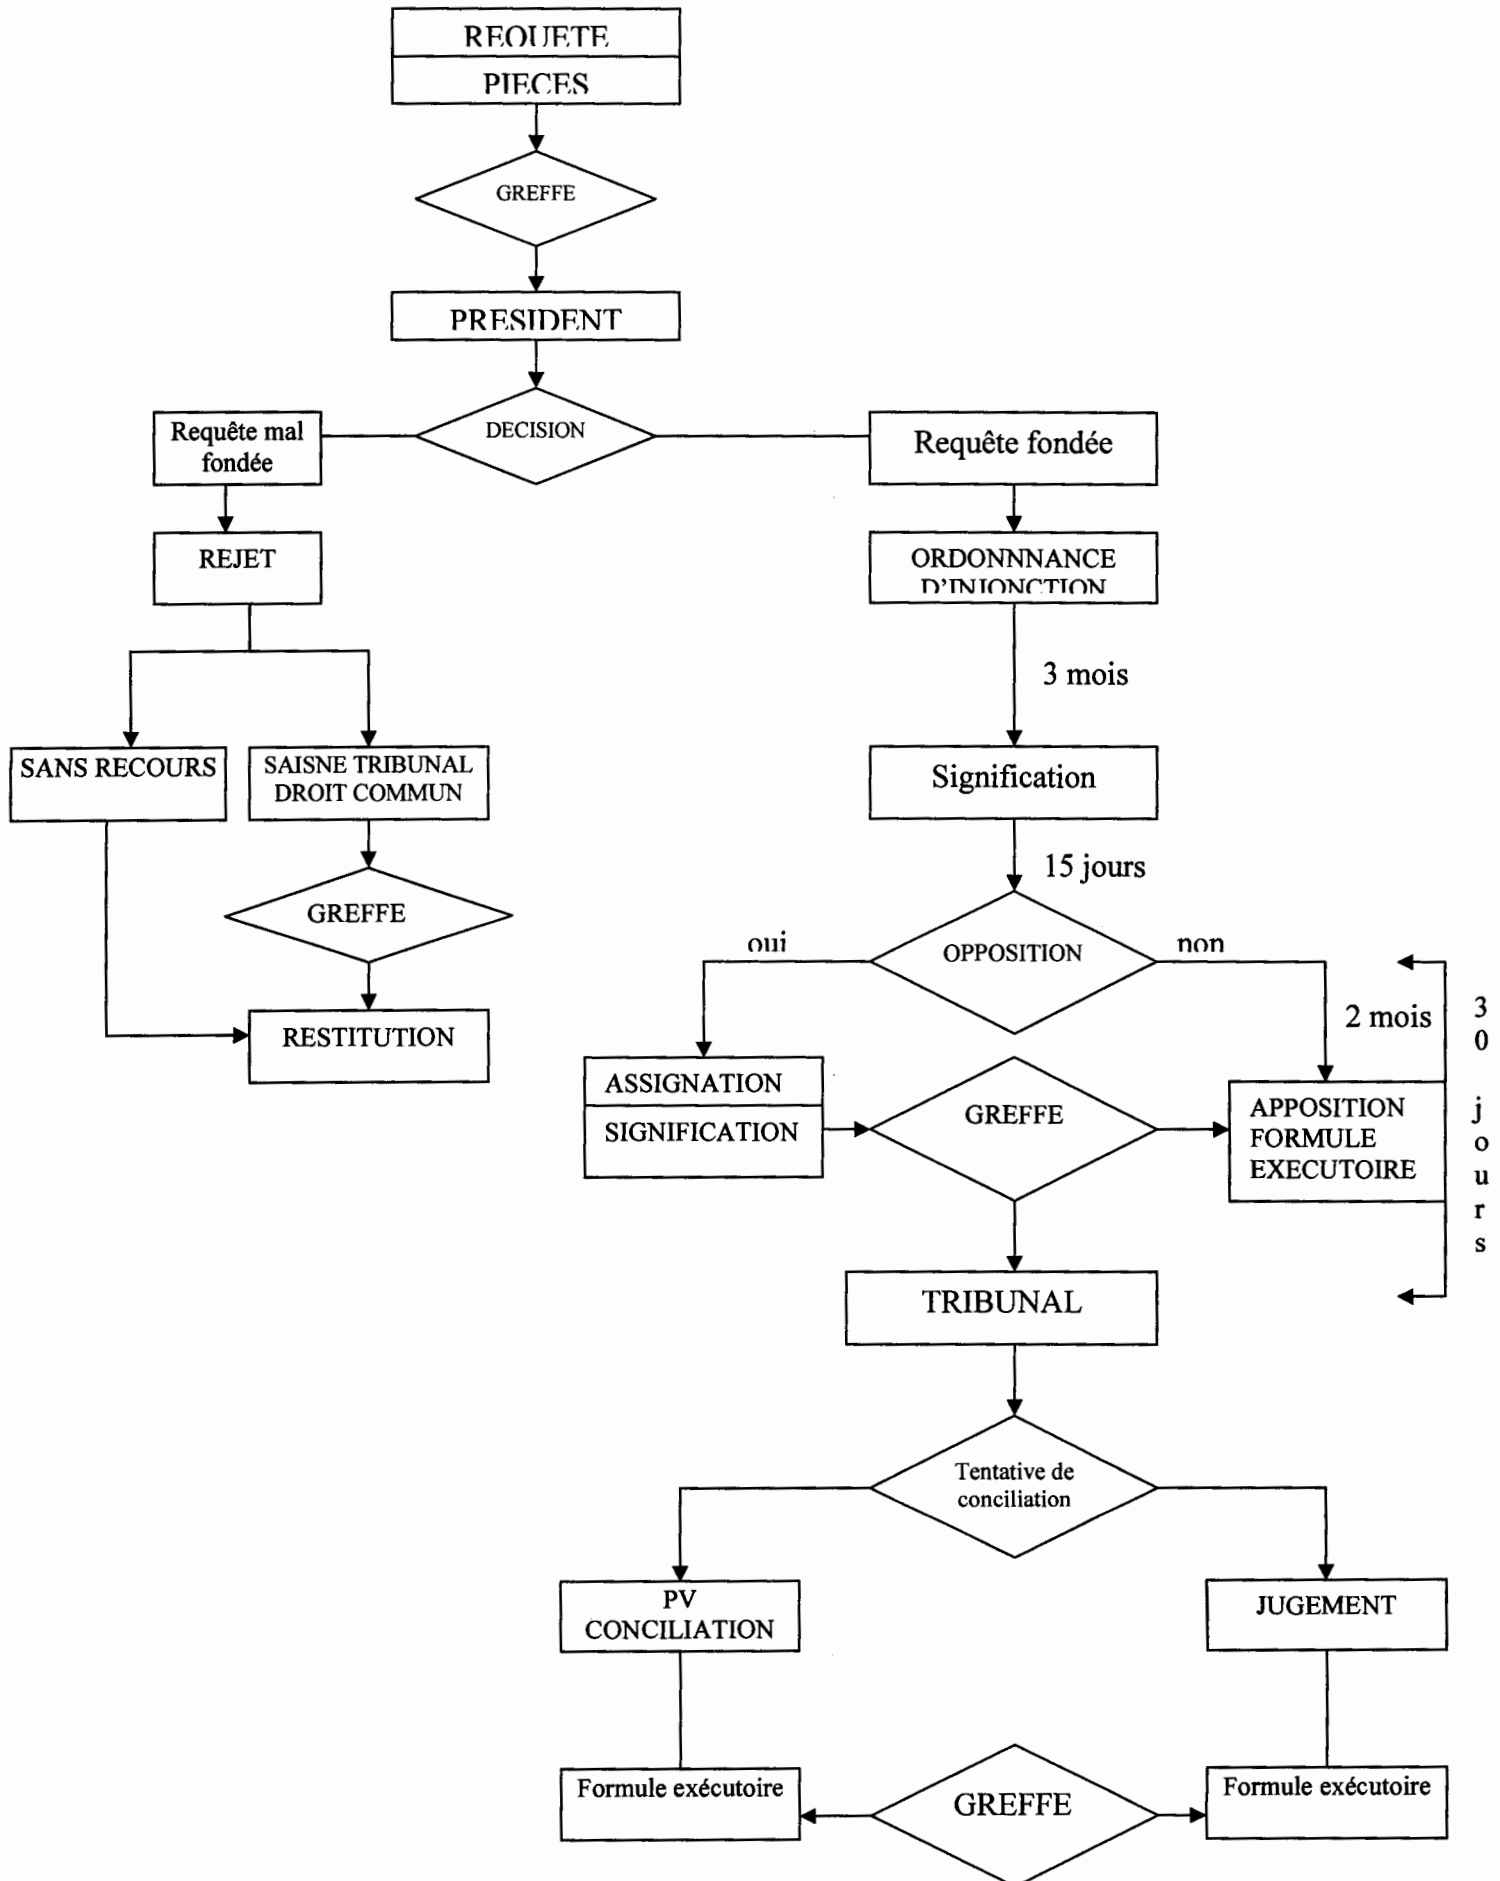 REQUETE
PIECES
GREFFE
PRESIDENT
DECISION
Requête mal
fondée
Requête fondée
REJET
ORDONNNANCE
D'INJONCTION
3 mois
SANS RECOURS
SAISNE TRIBUNAL
DROIT COMMUN
Signification
15 jours
GREFFE
oui
OPPOSITION
non
RESTITUTION
2 mois
30 jours
ASSIGNATION
SIGNIFICATION
GREFFE
APPOSITION
FORMULE
EXECUTOIRE
TRIBUNAL
Tentative de
conciliation
PV
CONCILIATION
JUGEMENT
Formule exécutoire
GREFFE
Formule exécutoire